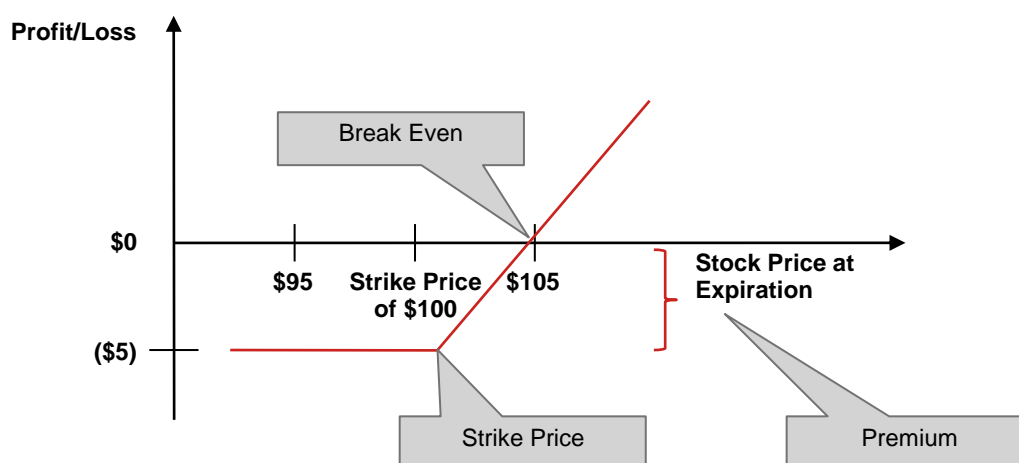 Profit/Loss
Break Even
$0
$95
Strike Price
of $100
$105
Stock Price at
Expiration
($5)
Strike Price
Premium